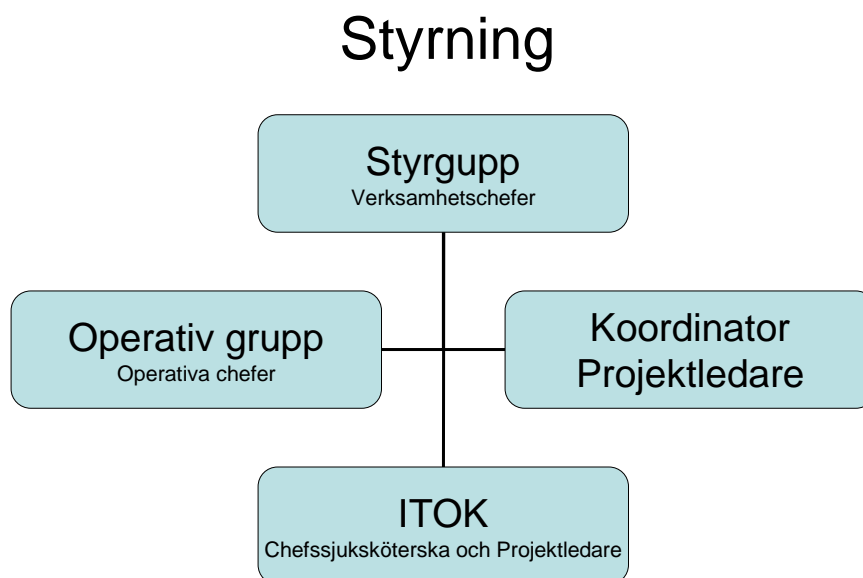 Styrning
Styrgupp
Verksamhetschefer
Operativ grupp
Operativa chefer
Koordinator
Projektledare
ITOK
Chefssjuksköterska och Projektledare